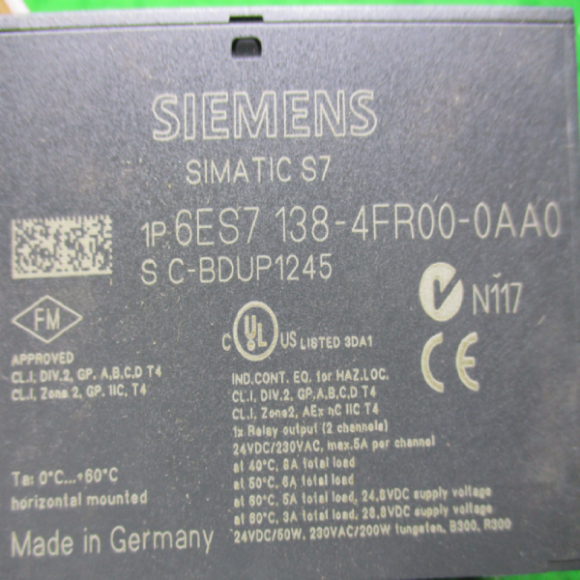 SIEMENS
SIMATIC S7
1P 6ES7 138-4FR00-0AA0
S C-BDUP1245
N117
FM
APPROVED
CL.I, DIV.2, GP. A,B,C,D T4
CL.I, Zone 2, GP. IIC, T4
C UL US LISTED 3DA1
CE
IND.CONT. EQ. for HAZ.LOC.
CL.I, DIV.2, GP.A,B,C,D T4
CL.I, Zone2, AEx nC IIC T4
1x Relay output (2 channels)
24VDC/230VAC, max.5A per channel
at 40°C, 8A total load
at 50°C, 6A total load
at 60°C, 5A total load, 24.8VDC supply voltage
at 60°C, 3A total load, 28.8VDC supply voltage
24VDC/50W, 230VAC/200W tungsten, B300, R300
Ta: 0°C...+60°C
horizontal mounted
Made in Germany